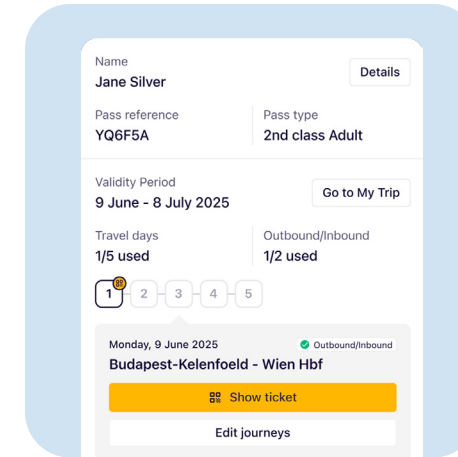 Name
Jane Silver
Details
Pass reference
YQ6F5A
Pass type
2nd class Adult
Validity Period
9 June - 8 July 2025
Go to My Trip
Travel days
1/5 used
Outbound/Inbound
1/2 used
1 2 3 4 5
Monday, 9 June 2025
Outbound/Inbound
Budapest-Kelenfoeld - Wien Hbf
Show ticket
Edit journeys